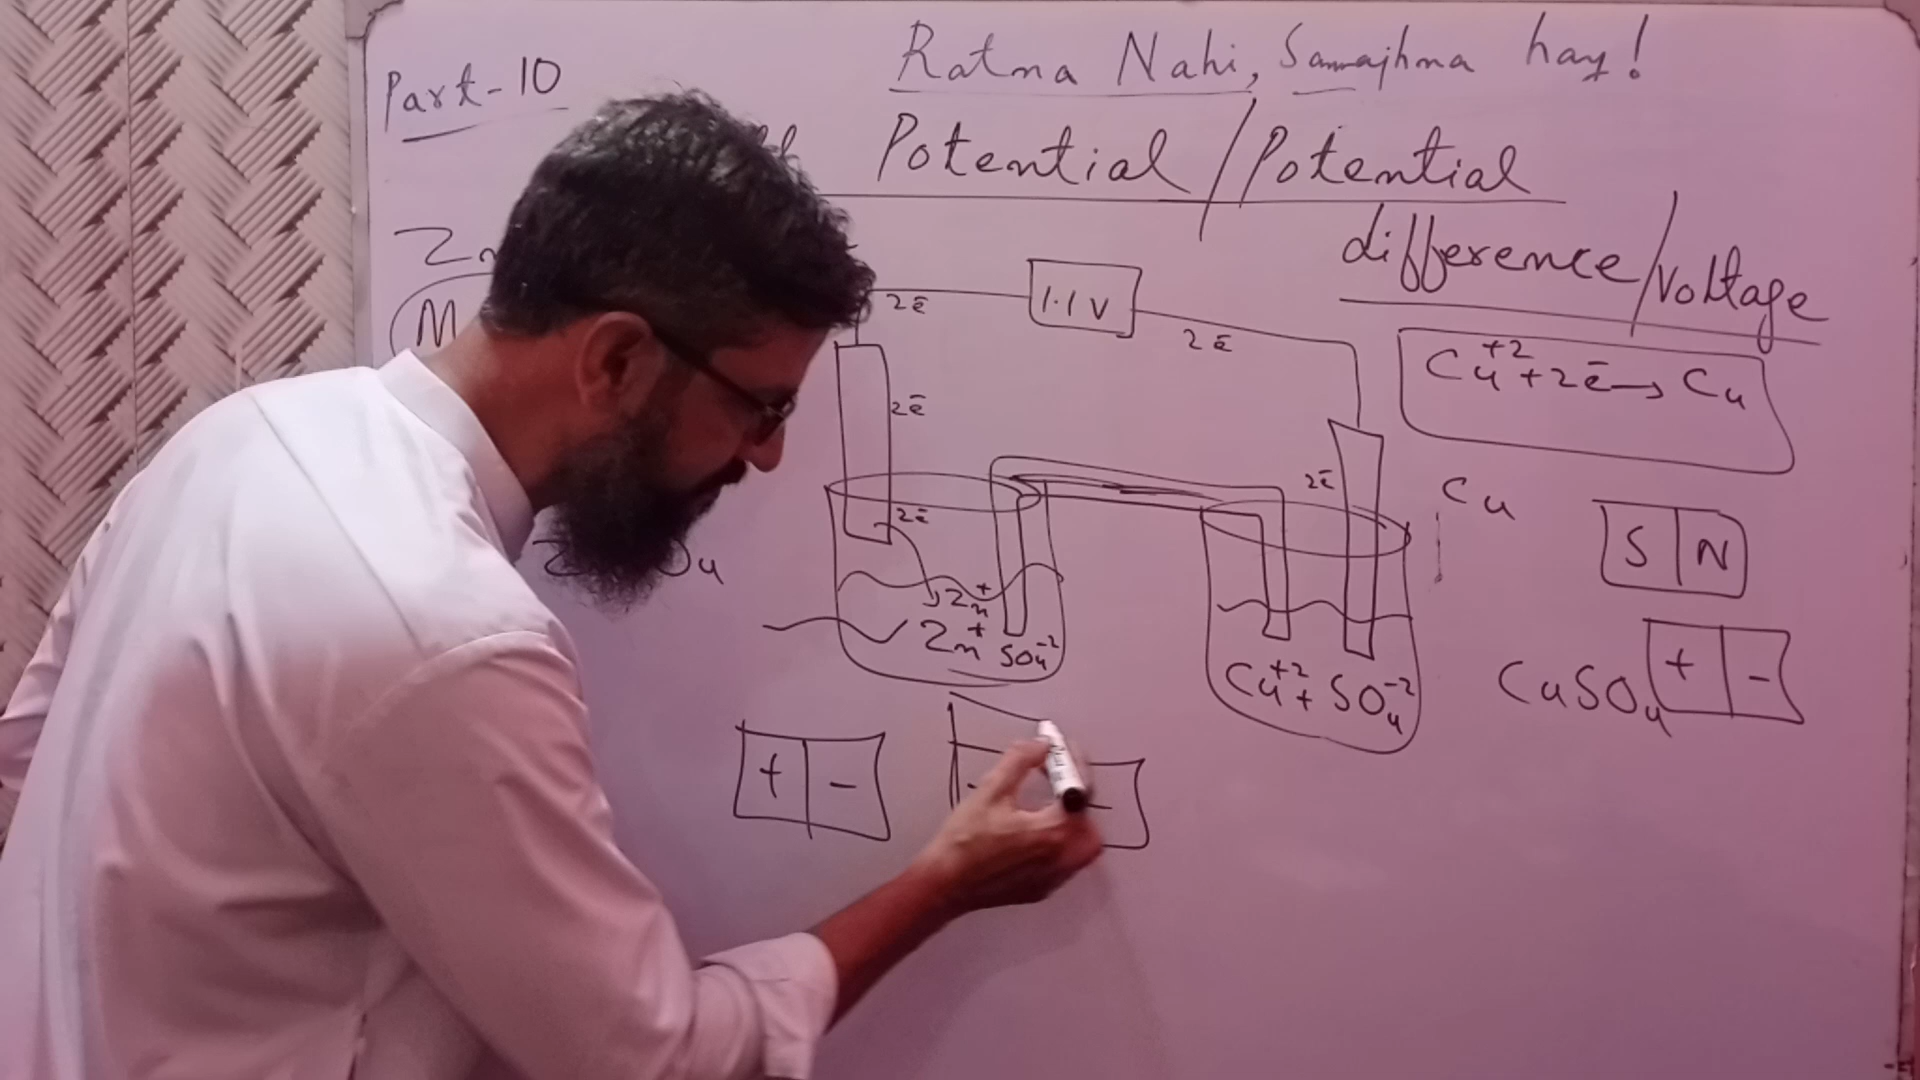 Part-10
Ratna Nahi, Samajhna hay!
Potential/Potential
difference/Voltage
2ē
1.1 V
2ē
Cu⁺²+2ē→Cu
2ē
2ē
Cu
2ē
S N
Zn⁺
Zn⁺ SO₄⁻²
Cu⁺²+ SO₄⁻²
CuSO₄
+ -
+ -